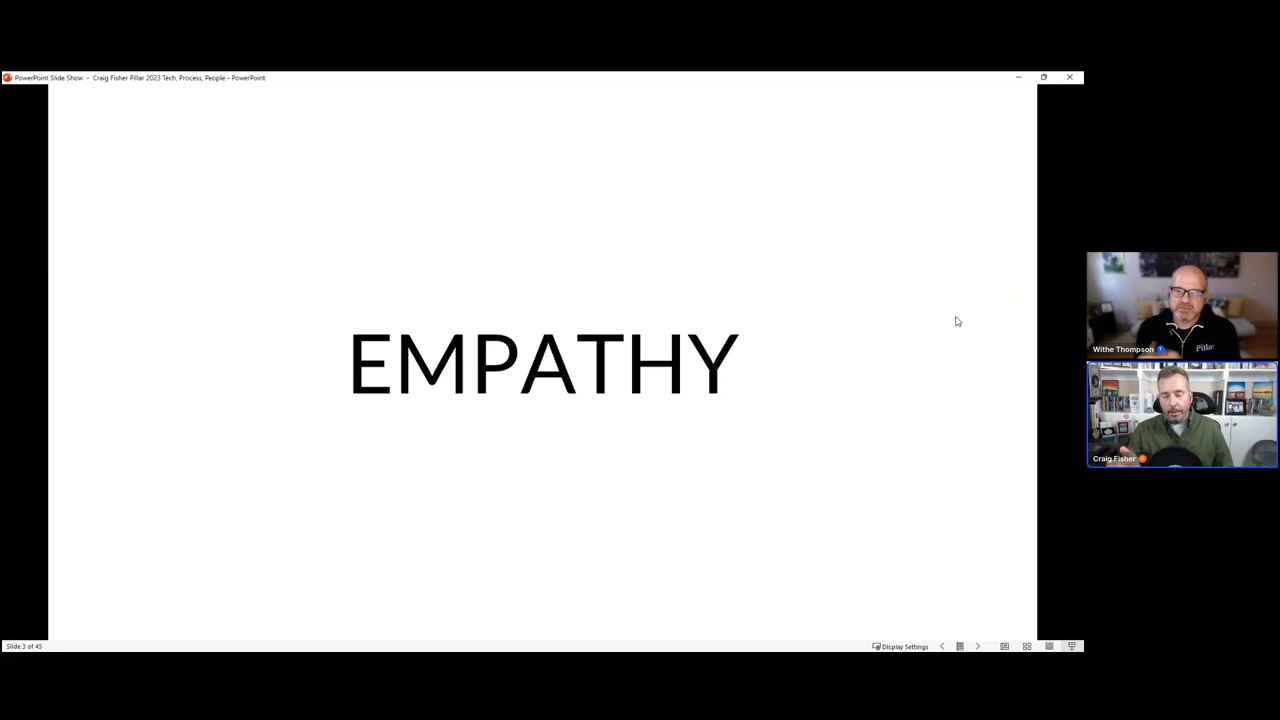 PowerPoint Slide Show - Craig Fisher Pillar 2023 Tech, Process, People - PowerPoint
EMPATHY
Pillar
Withe Thompson
Craig Fisher
Slide 3 of 45
Display Settings